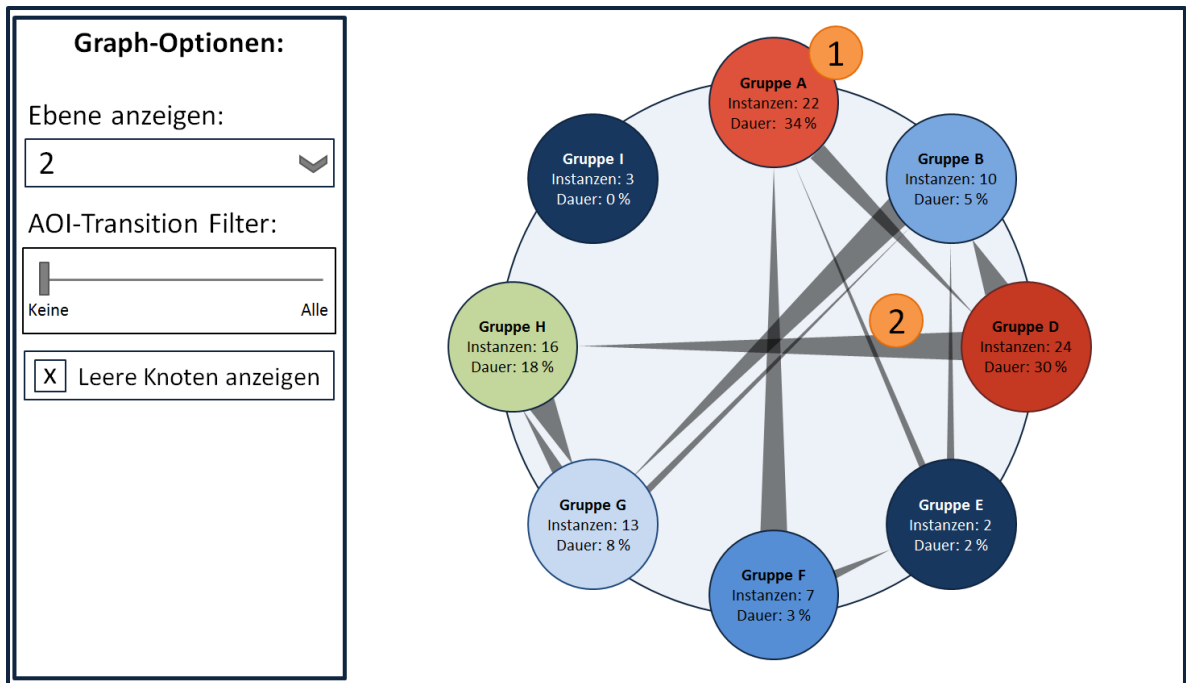 Graph-Optionen:
Ebene anzeigen:
2
AOI-Transition Filter:
Keine
Alle
X
Leere Knoten anzeigen
1
Gruppe A
Instanzen: 22
Dauer: 34 %
Gruppe I
Instanzen: 3
Dauer: 0 %
Gruppe B
Instanzen: 10
Dauer: 5 %
2
Gruppe H
Instanzen: 16
Dauer: 18 %
Gruppe D
Instanzen: 24
Dauer: 30 %
Gruppe G
Instanzen: 13
Dauer: 8 %
Gruppe E
Instanzen: 2
Dauer: 2 %
Gruppe F
Instanzen: 7
Dauer: 3 %